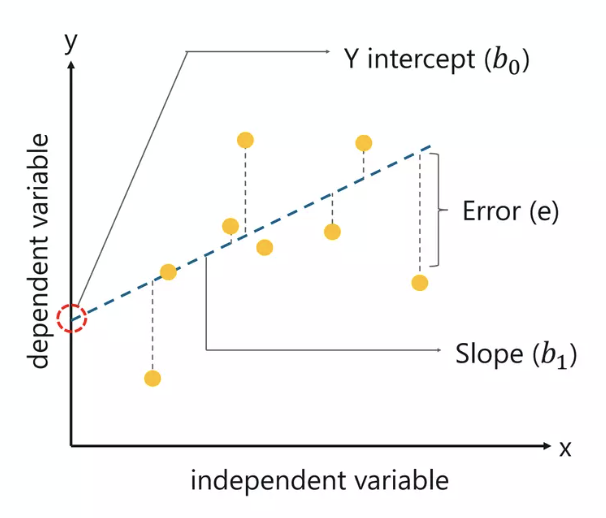 y
Y intercept (b₀)
dependent variable
Error (e)
Slope (b₁)
x
independent variable